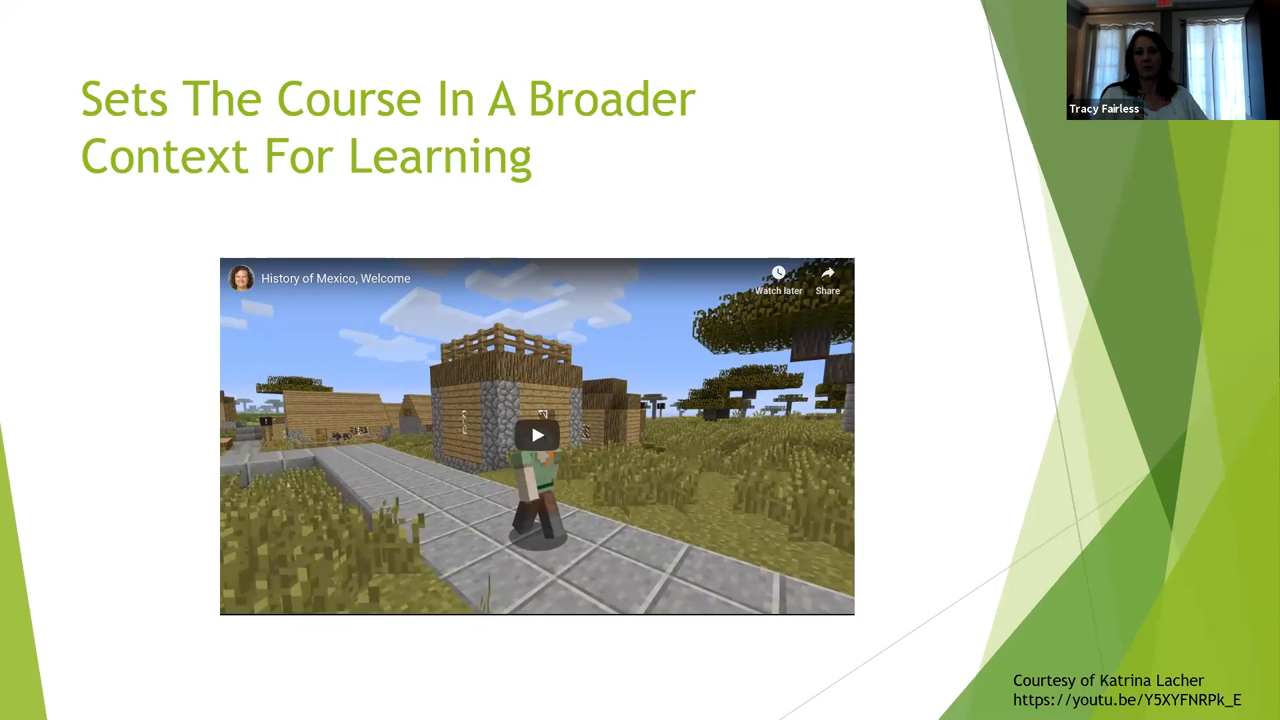 Sets The Course In A Broader
Context For Learning
Tracy Fairless
History of Mexico, Welcome
Watch later
Share
Courtesy of Katrina Lacher
https://youtu.be/Y5XYFNRPk_E